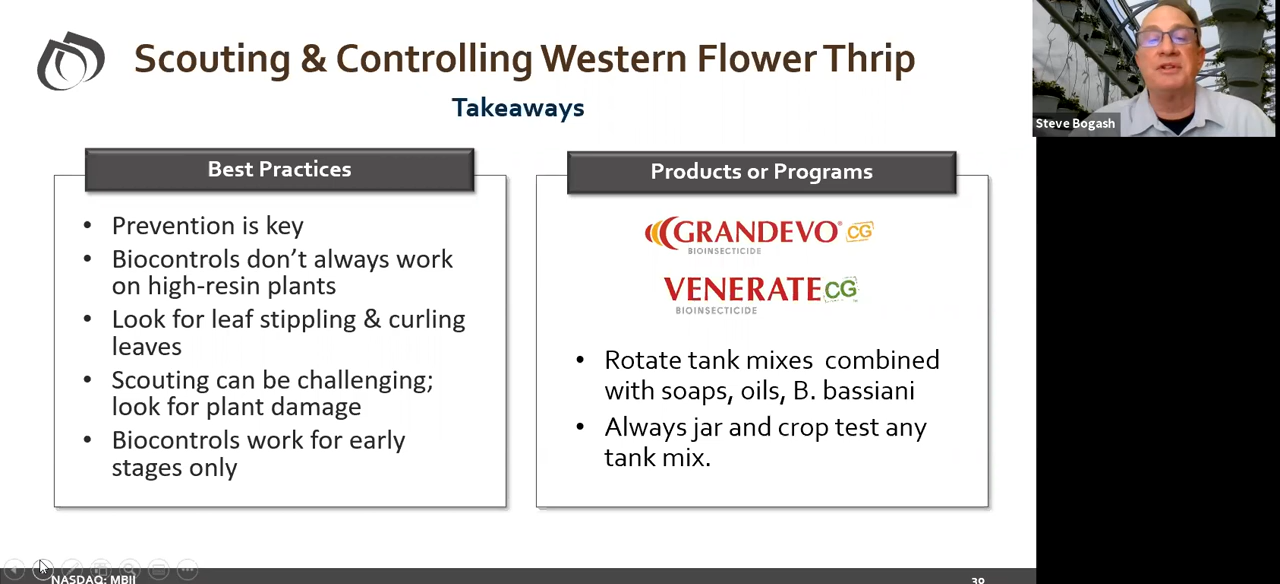 Scouting & Controlling Western Flower Thrip
Takeaways
Best Practices
• Prevention is key
• Biocontrols don't always work
on high-resin plants
• Look for leaf stippling & curling
leaves
• Scouting can be challenging;
look for plant damage
• Biocontrols work for early
stages only
Products or Programs
GRANDEVO® CG
BIOINSECTICIDE
VENERATE CG
BIOINSECTICIDE
• Rotate tank mixes combined
with soaps, oils, B. bassiani
• Always jar and crop test any
tank mix.
Steve Bogash
NASDAQ: MBII
30